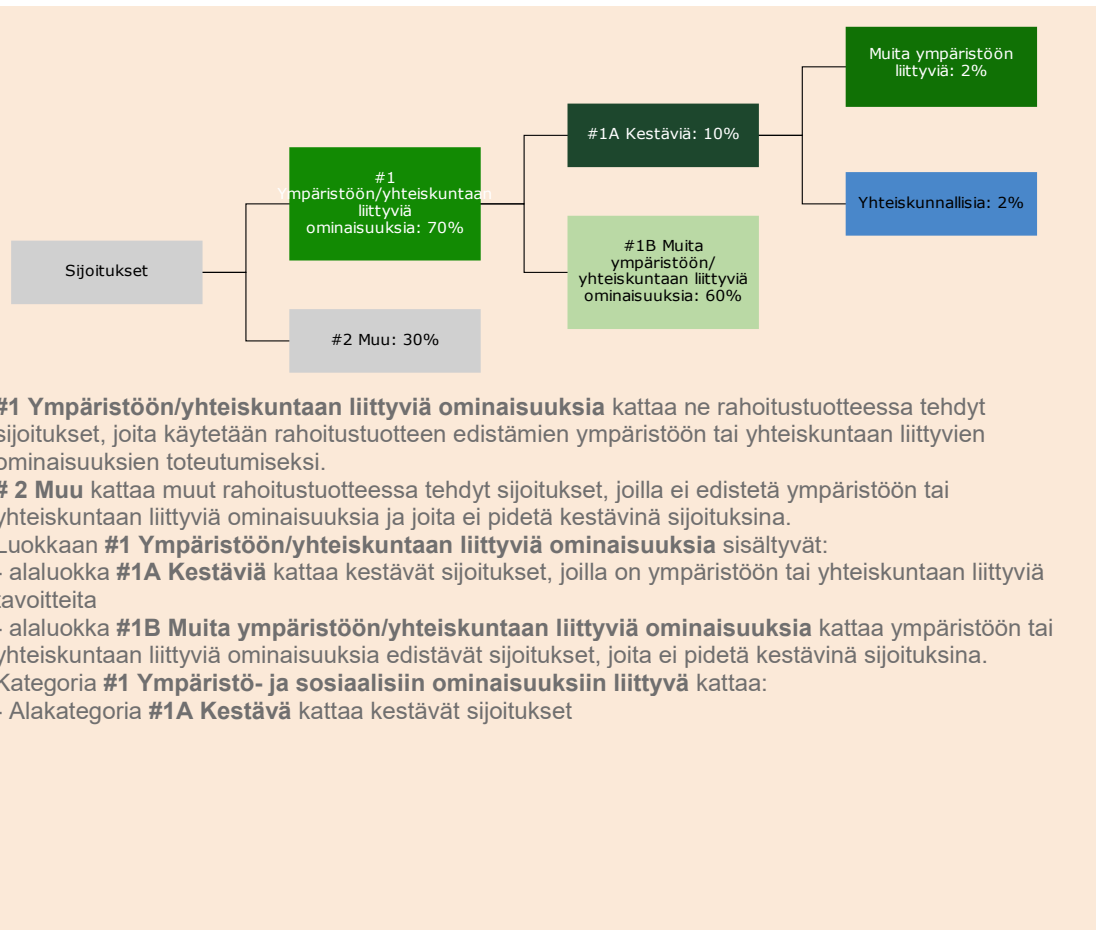 Muita ympäristöön
liittyviä: 2%
#1A Kestäviä: 10%
#1
mpäristöön/yhteiskuntaan
liittyviä
ominaisuuksia: 70%
Yhteiskunnallisia: 2%
Sijoitukset
#1B Muita
ympäristöön/
yhteiskuntaan liittyviä
ominaisuuksia: 60%
#2 Muu: 30%
#1 Ympäristöön/yhteiskuntaan liittyviä ominaisuuksia kattaa ne rahoitustuotteessa tehdyt
sijoitukset, joita käytetään rahoitustuotteen edistämien ympäristöön tai yhteiskuntaan liittyvien
ominaisuuksien toteutumiseksi.
# 2 Muu kattaa muut rahoitustuotteessa tehdyt sijoitukset, joilla ei edistetä ympäristöön tai
yhteiskuntaan liittyviä ominaisuuksia ja joita ei pidetä kestävinä sijoituksina.
Luokkaan #1 Ympäristöön/yhteiskuntaan liittyviä ominaisuuksia sisältyvät:
- alaluokka #1A Kestäviä kattaa kestävät sijoitukset, joilla on ympäristöön tai yhteiskuntaan liittyviä
tavoitteita
- alaluokka #1B Muita ympäristöön/yhteiskuntaan liittyviä ominaisuuksia kattaa ympäristöön tai
yhteiskuntaan liittyviä ominaisuuksia edistävät sijoitukset, joita ei pidetä kestävinä sijoituksina.
Kategoria #1 Ympäristö- ja sosiaalisiin ominaisuuksiin liittyvä kattaa:
- Alakategoria #1A Kestävä kattaa kestävät sijoitukset